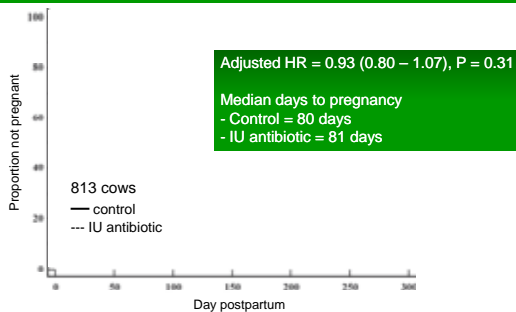 100
80
60
40
20
0
Proportion not pregnant
Adjusted HR = 0.93 (0.80 – 1.07), P = 0.31
Median days to pregnancy
- Control = 80 days
- IU antibiotic = 81 days
813 cows
control
--- IU antibiotic
0 50 100 150 200 250 300
Day postpartum